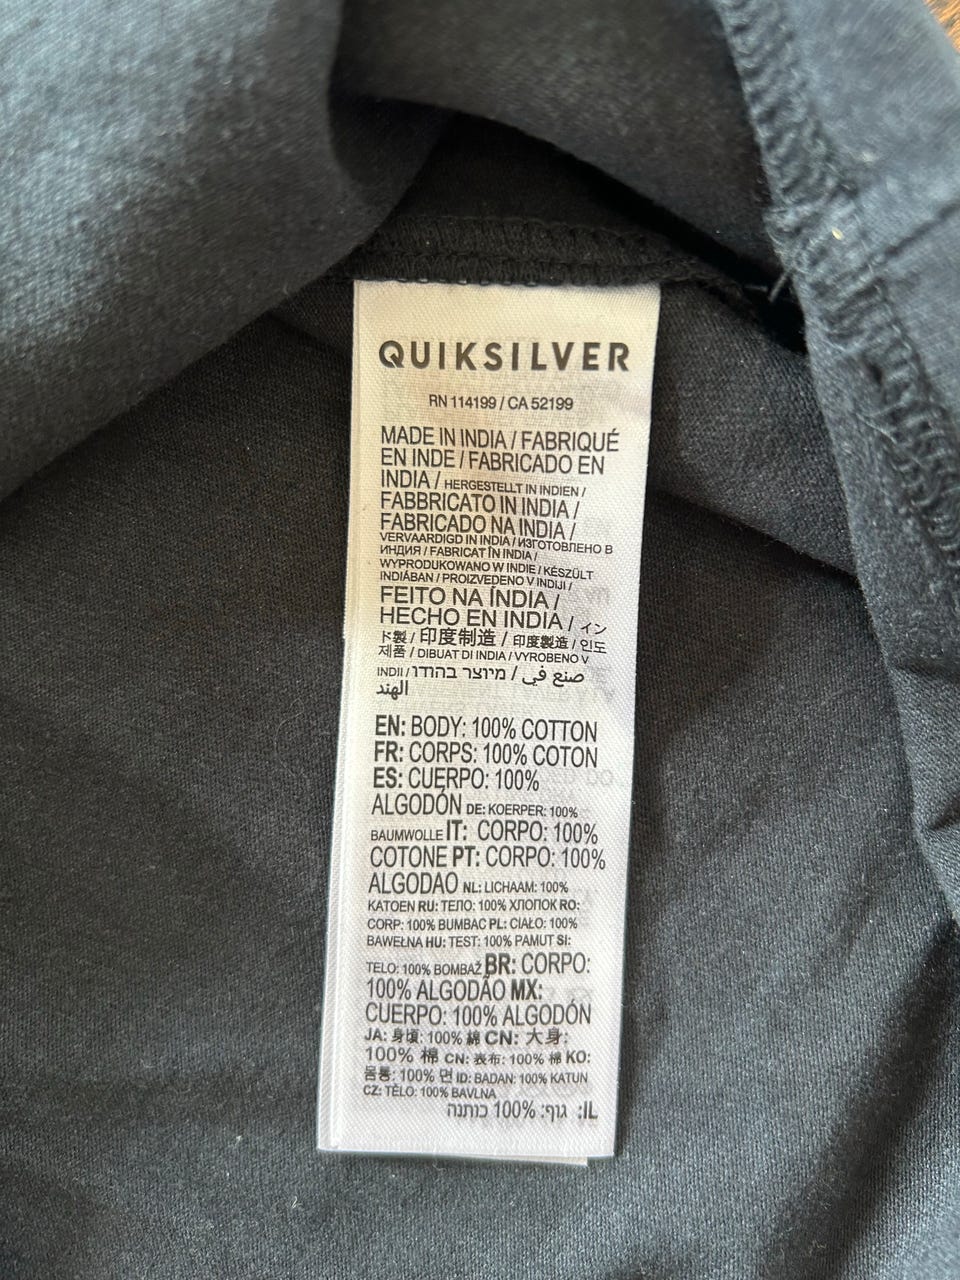 QUIKSILVER
RN 114199 / CA 52199
MADE IN INDIA / FABRIQUÉ
EN INDE / FABRICADO EN
INDIA / HERGESTELLT IN INDIEN /
FABBRICATO IN INDIA /
FABRICADO NA INDIA /
VERVAARDIGD IN INDIA / ИЗГОТОВЛЕНО В
ИНДИЯ / FABRICAT ÎN INDIA /
WYPRODUKOWANO W INDIE / KÉSZÜLT
INDIÁBAN / PROIZVEDENO V INDIJI /
FEITO NA ÍNDIA /
HECHO EN INDIA / イン
ド製 / 印度制造 / 印度製造 / 인도
제품 / DIBUAT DI INDIA / VYROBENO V
INDII / מיוצר בהודו / صنع في
الهند
EN: BODY: 100% COTTON
FR: CORPS: 100% COTON
ES: CUERPO: 100%
ALGODÓN DE: KOERPER: 100%
BAUMWOLLE IT: CORPO: 100%
COTONE PT: CORPO: 100%
ALGODAO NL: LICHAAM: 100%
KATOEN RU: ТЕЛО: 100% ХЛОПОК RO:
CORP: 100% BUMBAC PL: CIAŁO: 100%
BAWEŁNA HU: TEST: 100% PAMUT SI:
TELO: 100% BOMBAŽ BR: CORPO:
100% ALGODÃO MX:
CUERPO: 100% ALGODÓN
JA: 身頃: 100% 綿 CN: 大身:
100% 棉 CN: 表布: 100% 棉 KO:
몸통: 100% 면 ID: BADAN: 100% KATUN
CZ: TĚLO: 100% BAVLNA
IL: גוף: 100% כותנה